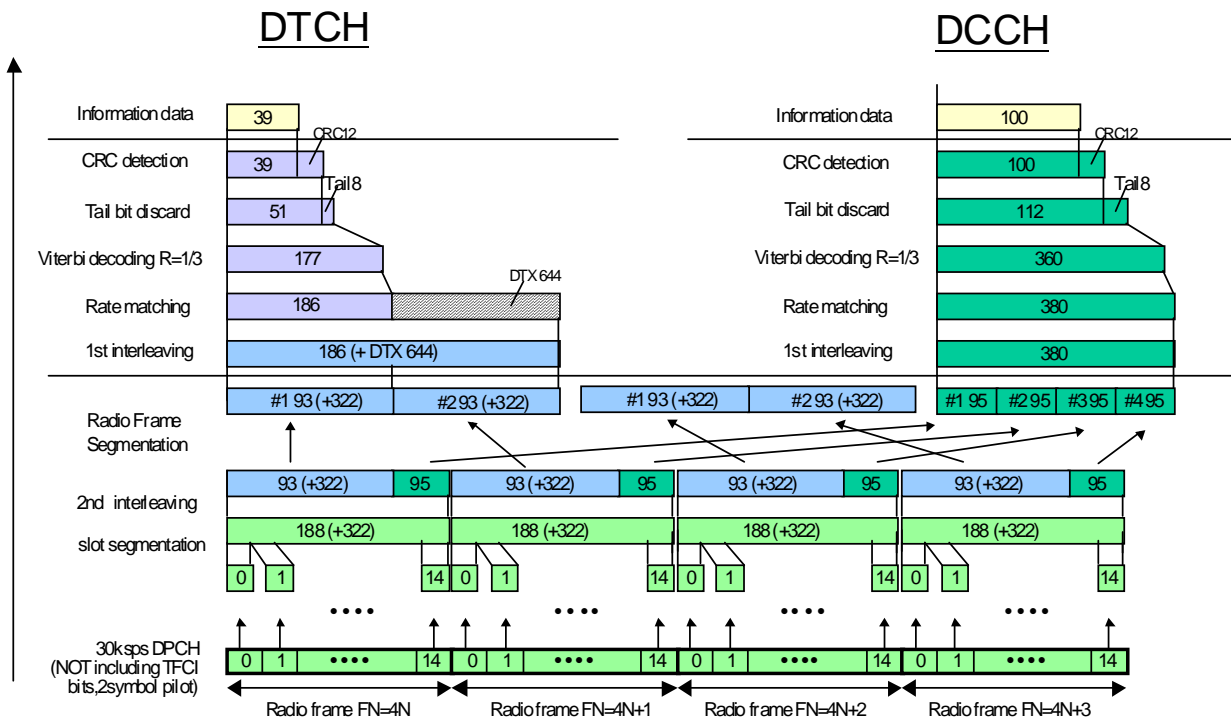 DTCH DCCH
Information data 39 Information data 100
CRC12 CRC12
CRC detection 39 CRC detection 100
Tail8 Tail8
Tail bit discard 51 Tail bit discard 112
Viterbi decoding R=1/3 177 Viterbi decoding R=1/3 360
DTX 644
Rate matching 186 Rate matching 380
1st interleaving 186 (+ DTX 644) 1st interleaving 380
#1 93 (+322) #2 93 (+322) #1 93 (+322) #2 93 (+322) #1 95 #2 95 #3 95 #4 95
Radio Frame
Segmentation
93 (+322) 95 93 (+322) 95 93 (+322) 95 93 (+322) 95
2nd interleaving
188 (+322) 188 (+322) 188 (+322) 188 (+322)
slot segmentation
0 1 14 0 1 14 0 1 14 0 1 14
•••• •••• •••• ••••
30ksps DPCH
(NOT including TFCI
bits,2symbol pilot)
0 1 •••• 14 0 1 •••• 14 0 1 •••• 14 0 1 •••• 14
Radio frame FN=4N Radio frame FN=4N+1 Radio frame FN=4N+2 Radio frame FN=4N+3